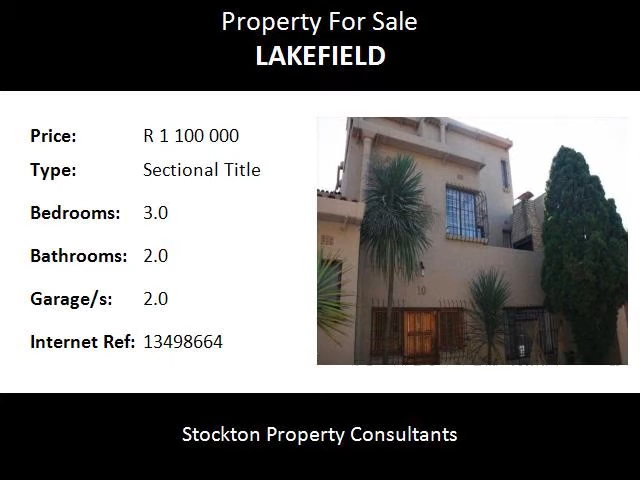 Property For Sale
LAKEFIELD
Price: R 1 100 000
Type: Sectional Title
Bedrooms: 3.0
Bathrooms: 2.0
Garage/s: 2.0
Internet Ref: 13498664
10
Stockton Property Consultants